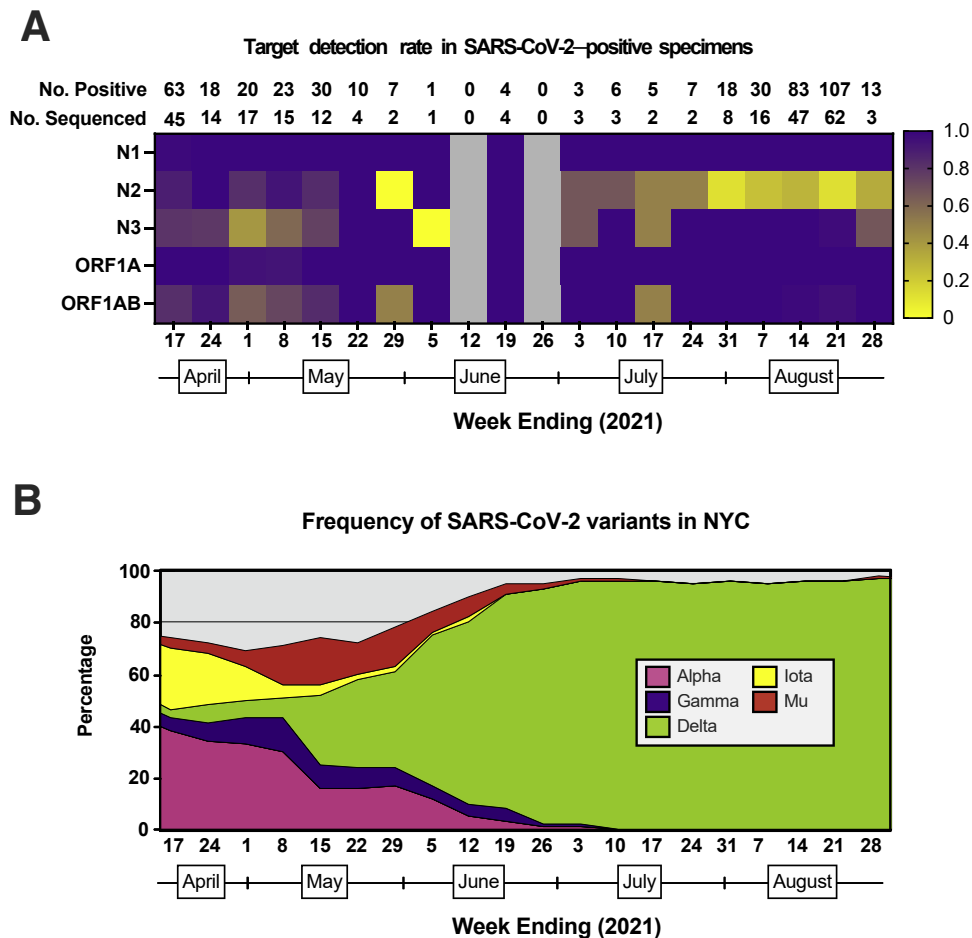 A
Target detection rate in SARS-CoV-2–positive specimens
No. Positive 63 18 20 23 30 10 7 1 0 4 0 3 6 5 7 18 30 83 107 13
No. Sequenced 45 14 17 15 12 4 2 1 0 4 0 3 3 2 2 8 16 47 62 3
N1
N2
N3
ORF1A
ORF1AB
1.0
0.8
0.6
0.4
0.2
0
17 24 1 8 15 22 29 5 12 19 26 3 10 17 24 31 7 14 21 28
April May June July August
Week Ending (2021)
B
Frequency of SARS-CoV-2 variants in NYC
Percentage
100
80
60
40
20
0
Alpha Iota
Gamma Mu
Delta
17 24 1 8 15 22 29 5 12 19 26 3 10 17 24 31 7 14 21 28
April May June July August
Week Ending (2021)